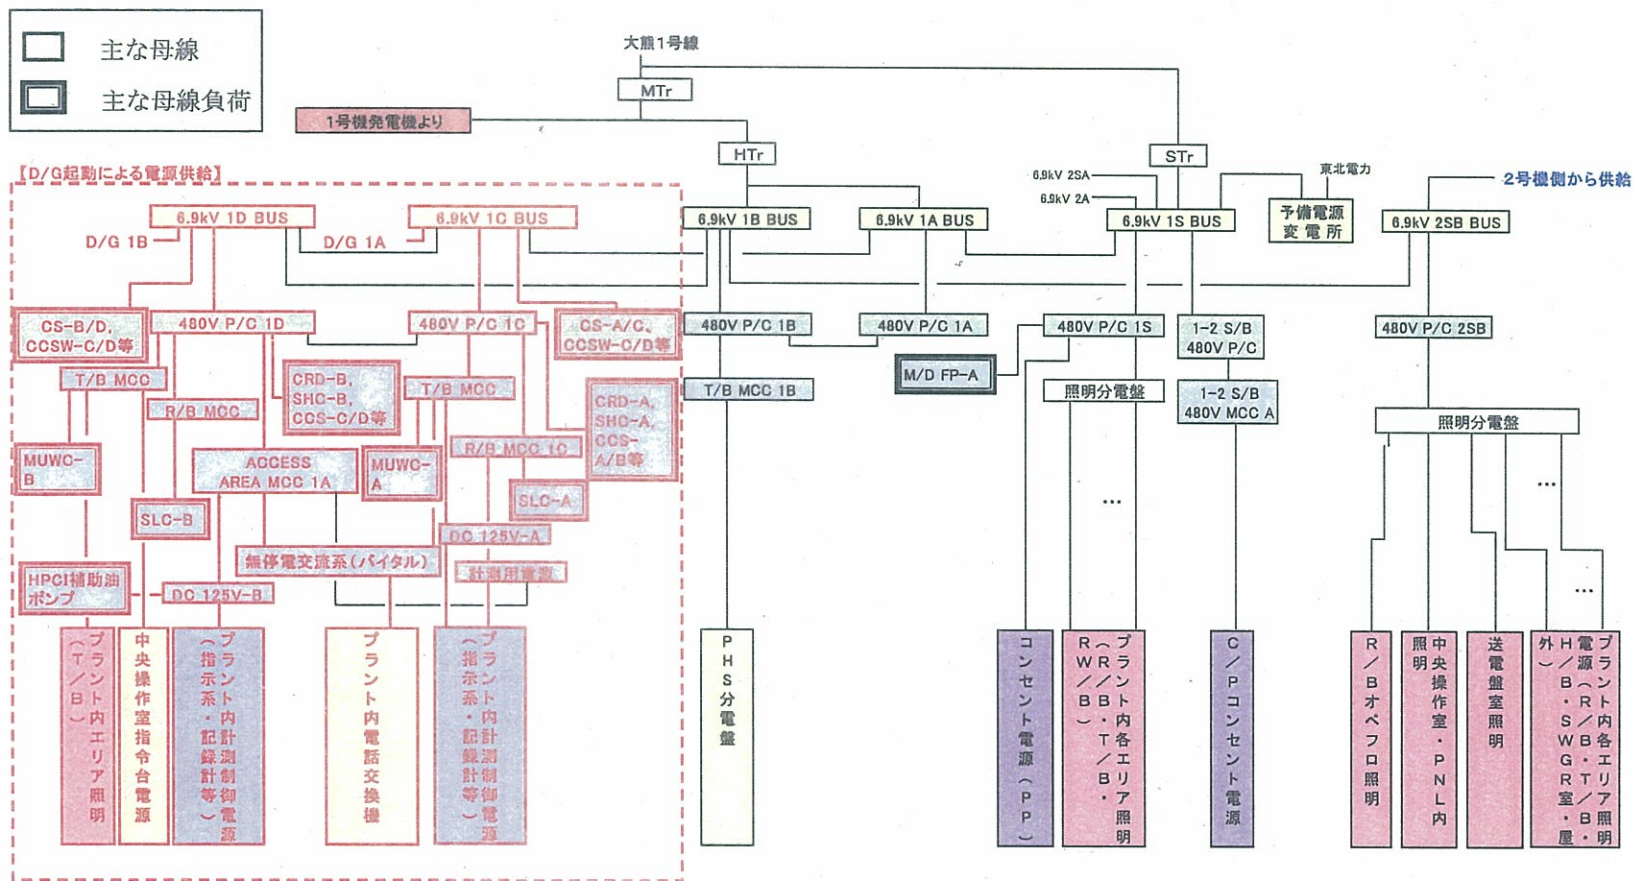 主な母線
主な母線負荷
大熊1号線
MTr
1号機発電機より
HTr
STr
【D/G起動による電源供給】
6.9kV 2SA
東北電力
2号機側から供給
6.9kV 2A
6.9kV 1D BUS
6.9kV 1C BUS
6.9kV 1B BUS
6.9kV 1A BUS
6.9kV 1S BUS
予備電源
変電所
6.9kV 2SB BUS
D/G 1B
D/G 1A
CS-B/D,
CCSW-C/D等
480V P/C 1D
480V P/C 1C
CS-A/C、
CCSW-C/D等
480V P/C 1B
480V P/C 1A
480V P/C 1S
1-2 S/B
480V P/C
480V P/C 2SB
T/B MCC
R/B MCC
CRD-B,
SHC-B,
CCS-C/D等
T/B MCC
CRD-A,
SHC-A,
CCS-
A/B等
T/B MCC 1B
M/D FP-A
照明分電盤
1-2 S/B
480V MCC A
照明分電盤
MUWC-
B
ACCESS
AREA MCC 1A
MUWC-
A
R/B MCC 1C
SLC-B
SLC-A
…
…
DC 125V-A
無停電交流系(バイタル)
計測用電源
HPCI補助油
ポンプ
DC 125V-B
…
プラント内エリア照明
(T/B)
中央操作室指令台電源
プラント内計測制御電源
(指示系・記録計等)
プラント内電話交換機
プラント内計測制御電源
(指示系・記録計等)
PHS分電盤
コンセント電源(PP)
プラント内各エリア照明
(R/B・T/B・
RW/B)
C/Pコンセント電源
R/Bオペフロ照明
中央操作室・PNL内
照明
送電盤室照明
プラント内各エリア照明
電源(R/B・T/B・
H/B・SWGR室・屋
外)